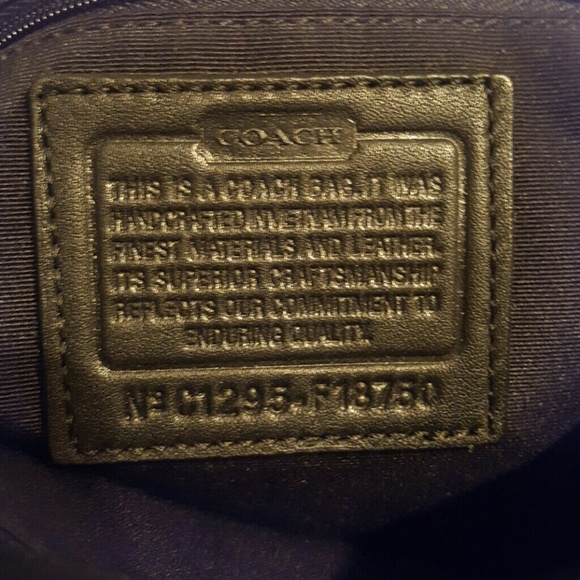 COACH
THIS IS A COACH BAG. IT WAS
HANDCRAFTED IN VIETNAM FROM THE
FINEST MATERIALS AND LEATHER.
ITS SUPERIOR CRAFTSMANSHIP
REFLECTS OUR COMMITMENT TO
ENDURING QUALITY.
Nº C1295-F18750